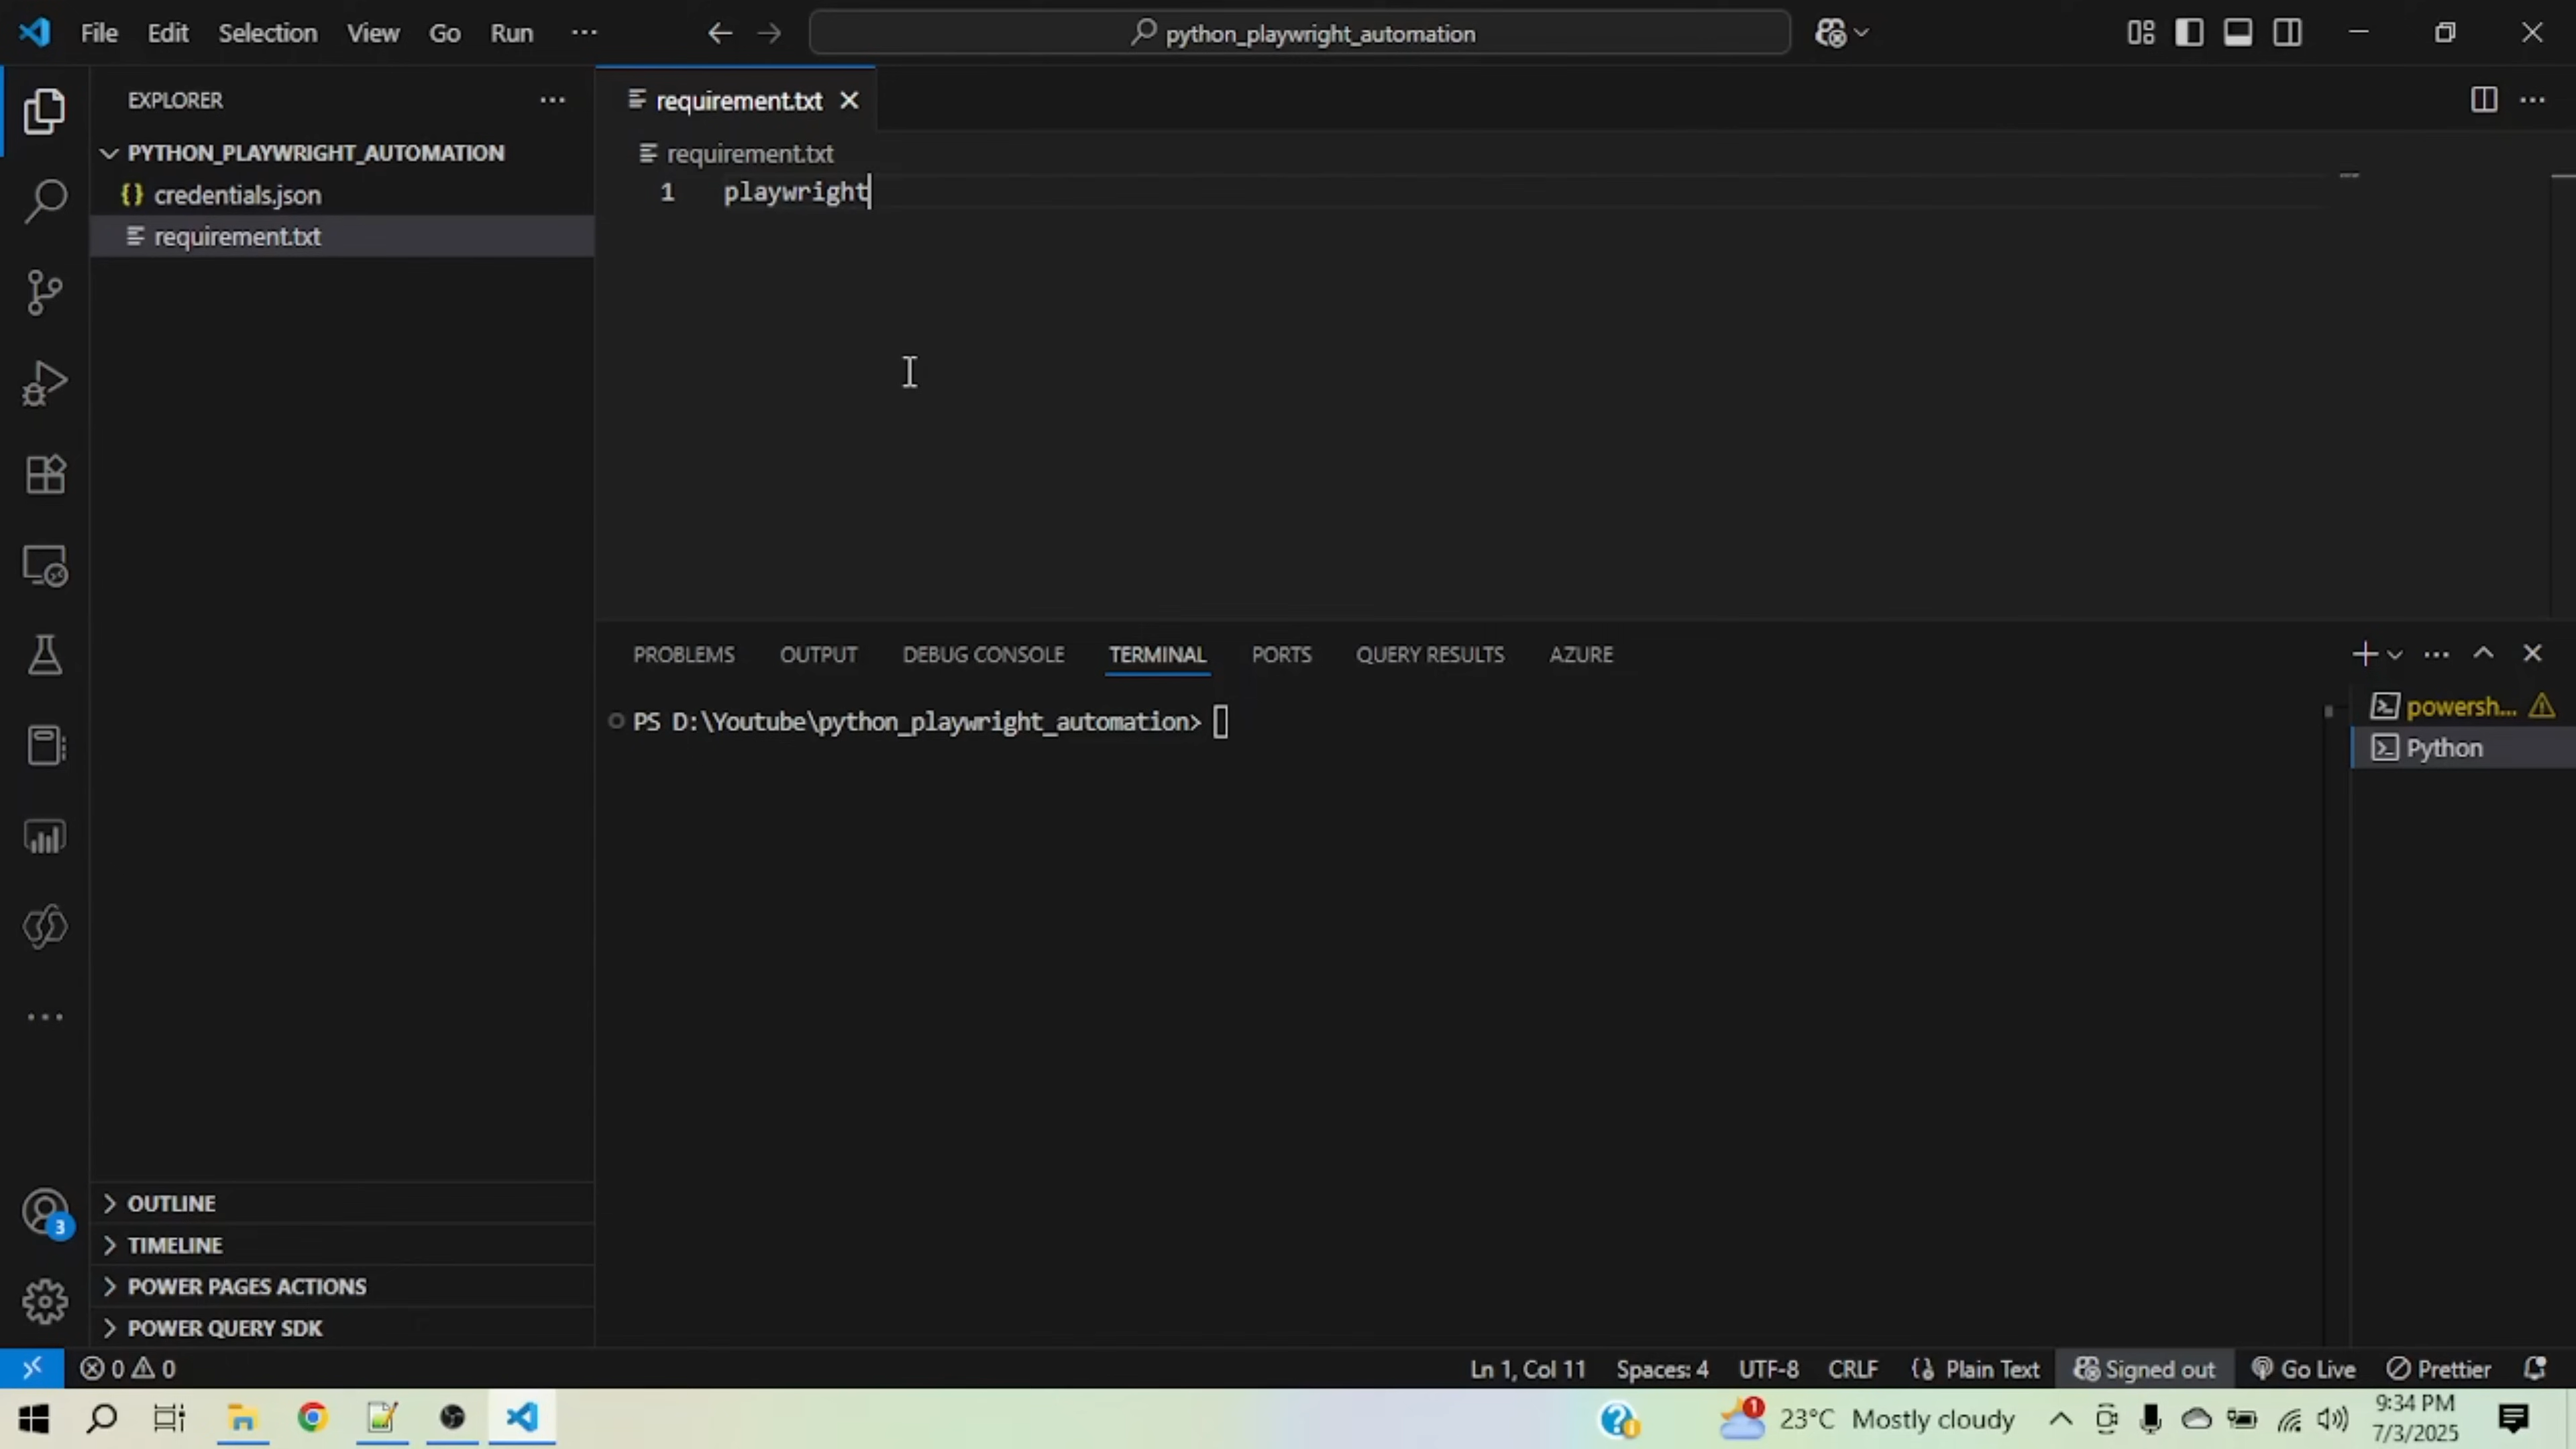 File Edit Selection View Go Run ··· python_playwright_automation
EXPLORER ···
PYTHON_PLAYWRIGHT_AUTOMATION
{} credentials.json
requirement.txt
requirement.txt
requirement.txt
1 playwright
PROBLEMS OUTPUT DEBUG CONSOLE TERMINAL PORTS QUERY RESULTS AZURE
PS D:\Youtube\python_playwright_automation>
powersh...
Python
3
OUTLINE
TIMELINE
POWER PAGES ACTIONS
POWER QUERY SDK
0 0 Ln 1, Col 11 Spaces: 4 UTF-8 CRLF Plain Text Signed out Go Live Prettier
1 23°C Mostly cloudy 9:34 PM
7/3/2025